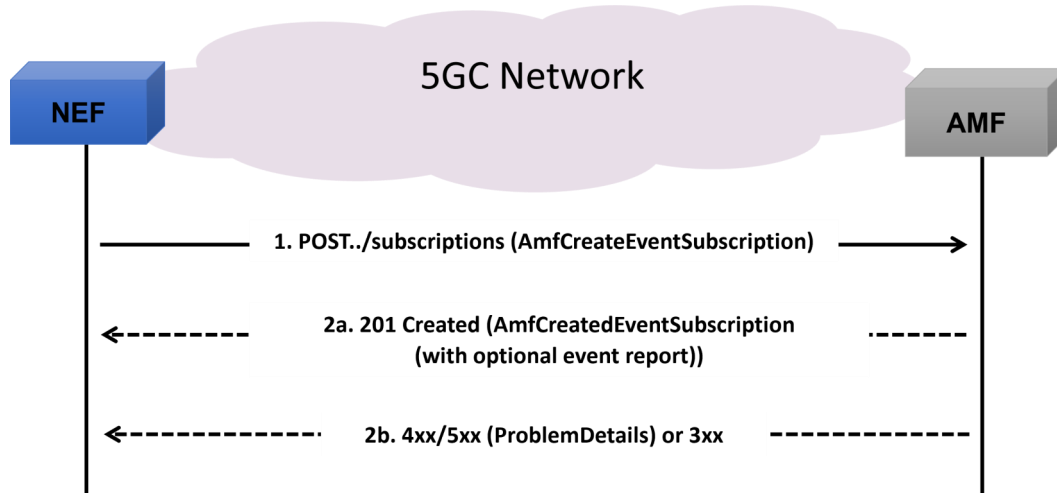 5GC Network
NEF
AMF
1. POST../subscriptions (AmfCreateEventSubscription)
2a. 201 Created (AmfCreatedEventSubscription
(with optional event report))
2b. 4xx/5xx (ProblemDetails) or 3xx